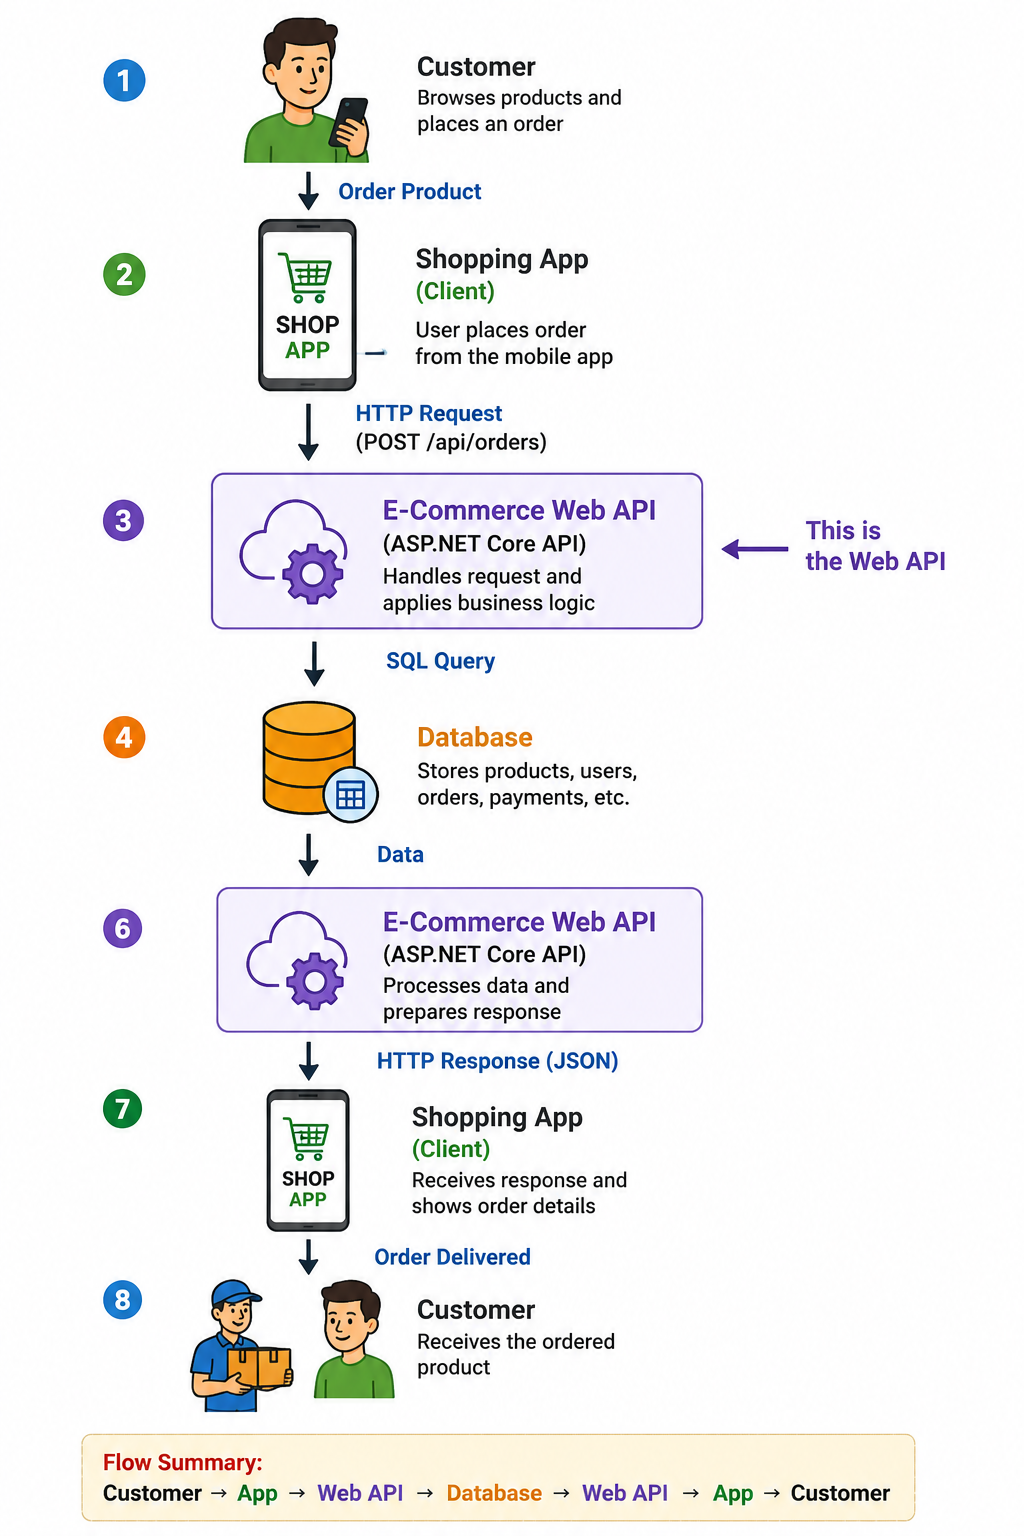 1
Customer
Browses products and
places an order
Order Product
2
SHOP
APP
Shopping App
(Client)
User places order
from the mobile app
HTTP Request
(POST /api/orders)
3
E-Commerce Web API
(ASP.NET Core API)
Handles request and
applies business logic
This is
the Web API
SQL Query
4
Database
Stores products, users,
orders, payments, etc.
Data
6
E-Commerce Web API
(ASP.NET Core API)
Processes data and
prepares response
HTTP Response (JSON)
7
SHOP
APP
Shopping App
(Client)
Receives response and
shows order details
Order Delivered
8
Customer
Receives the ordered
product
Flow Summary:
Customer → App → Web API → Database → Web API → App → Customer